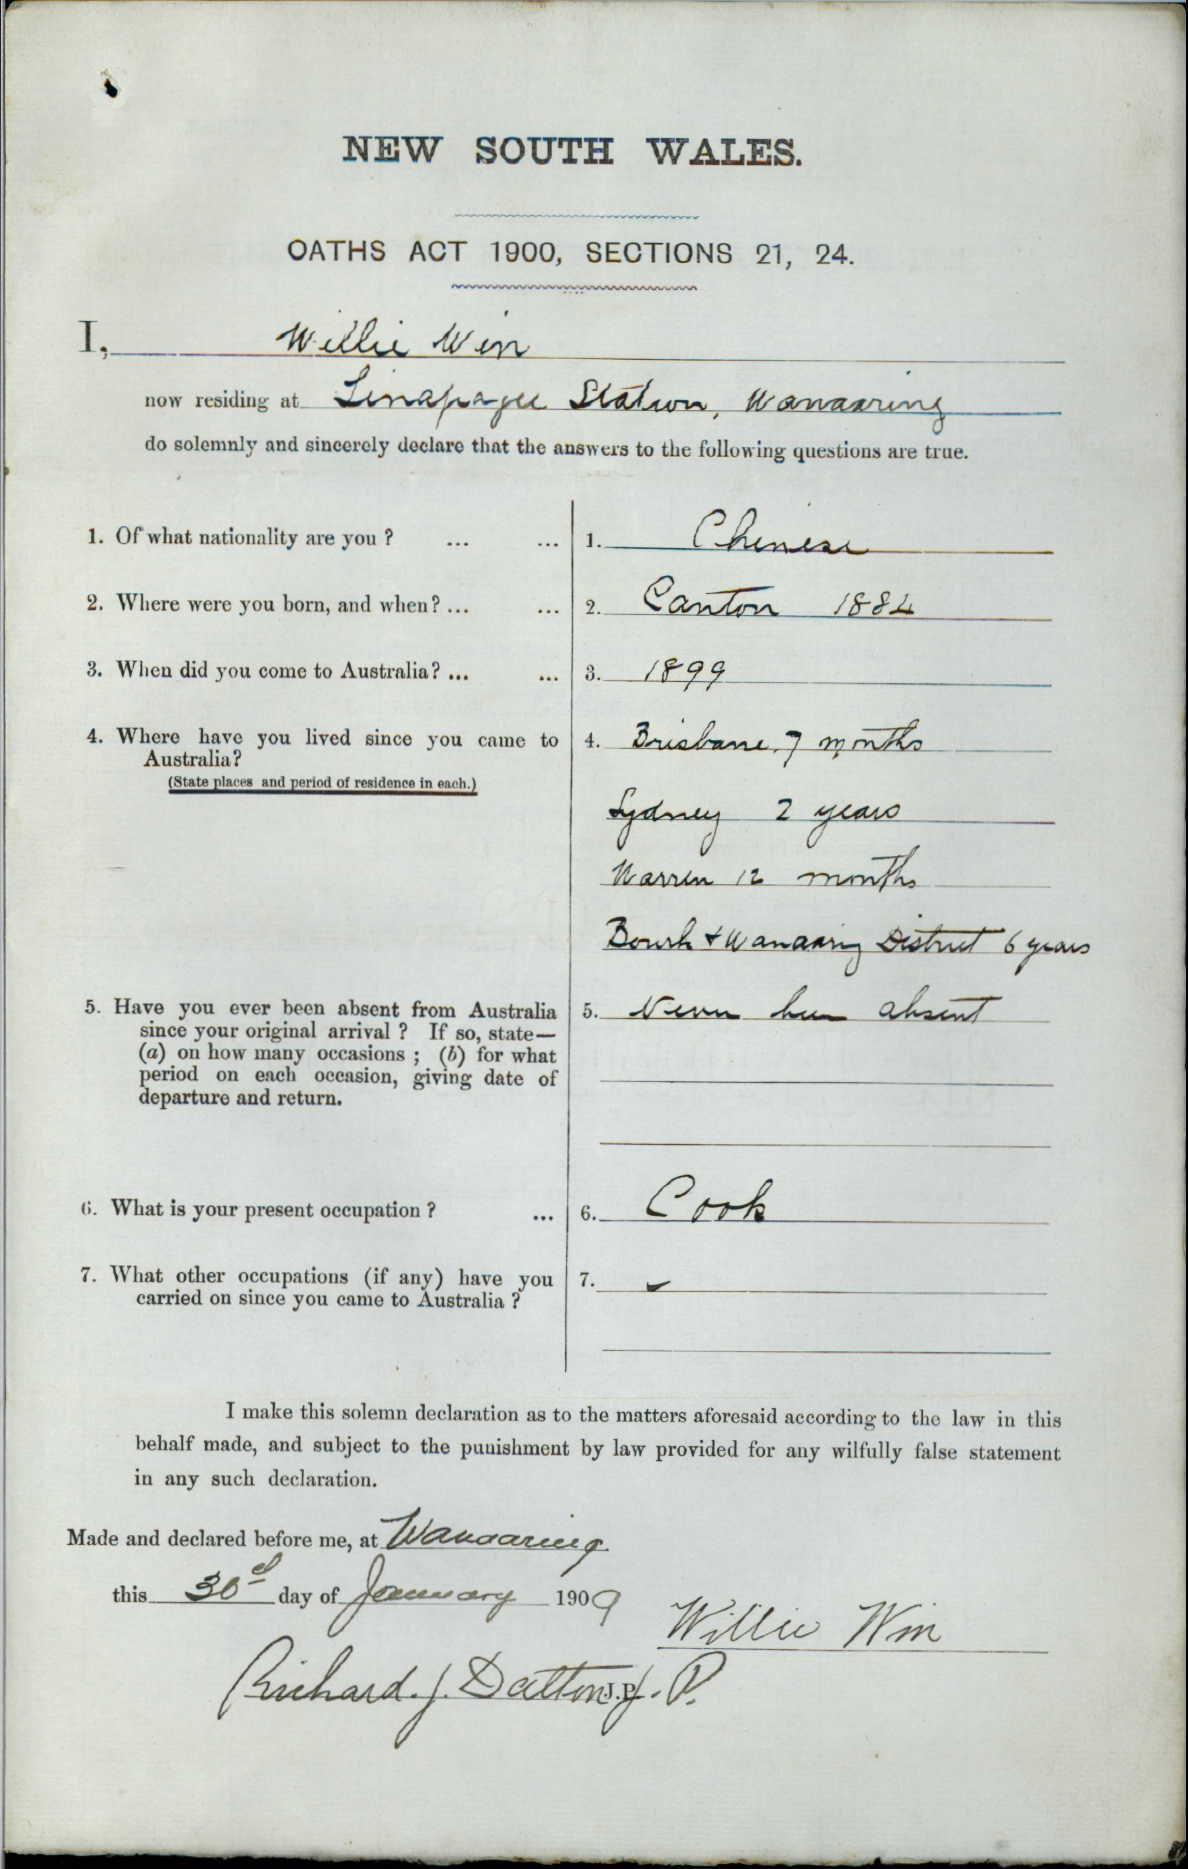 NEW SOUTH WALES.
OATHS ACT 1900, SECTIONS 21, 24.
I, Willie Win
now residing at Station, Wanaaring
do solemnly and sincerely declare that the answers to the following questions are true.
1. Of what nationality are you? ... ... 1. Chinese
2. Where were you born, and when? ... ... 2. Canton 1884
3. When did you come to Australia? ... ... 3. 1899
4. Where have you lived since you came to 4. Brisbane, 7 months
Australia?
(State places and period of residence in each.)
Sydney 2 years
Warren 12 months
Bourk & Wanaaring District 6 years
5. Have you ever been absent from Australia 5. Never been absent
since your original arrival? If so, state—
(a) on how many occasions; (b) for what
period on each occasion, giving date of
departure and return.
6. What is your present occupation? ... 6. Cook
7. What other occupations (if any) have you 7.
carried on since you came to Australia?
I make this solemn declaration as to the matters aforesaid according to the law in this
behalf made, and subject to the punishment by law provided for any wilfully false statement
in any such declaration.
Made and declared before me, at Wanaaring
this 30d day of January 1909
Willie Win
Richard. J. Dalton J.P. J. P.